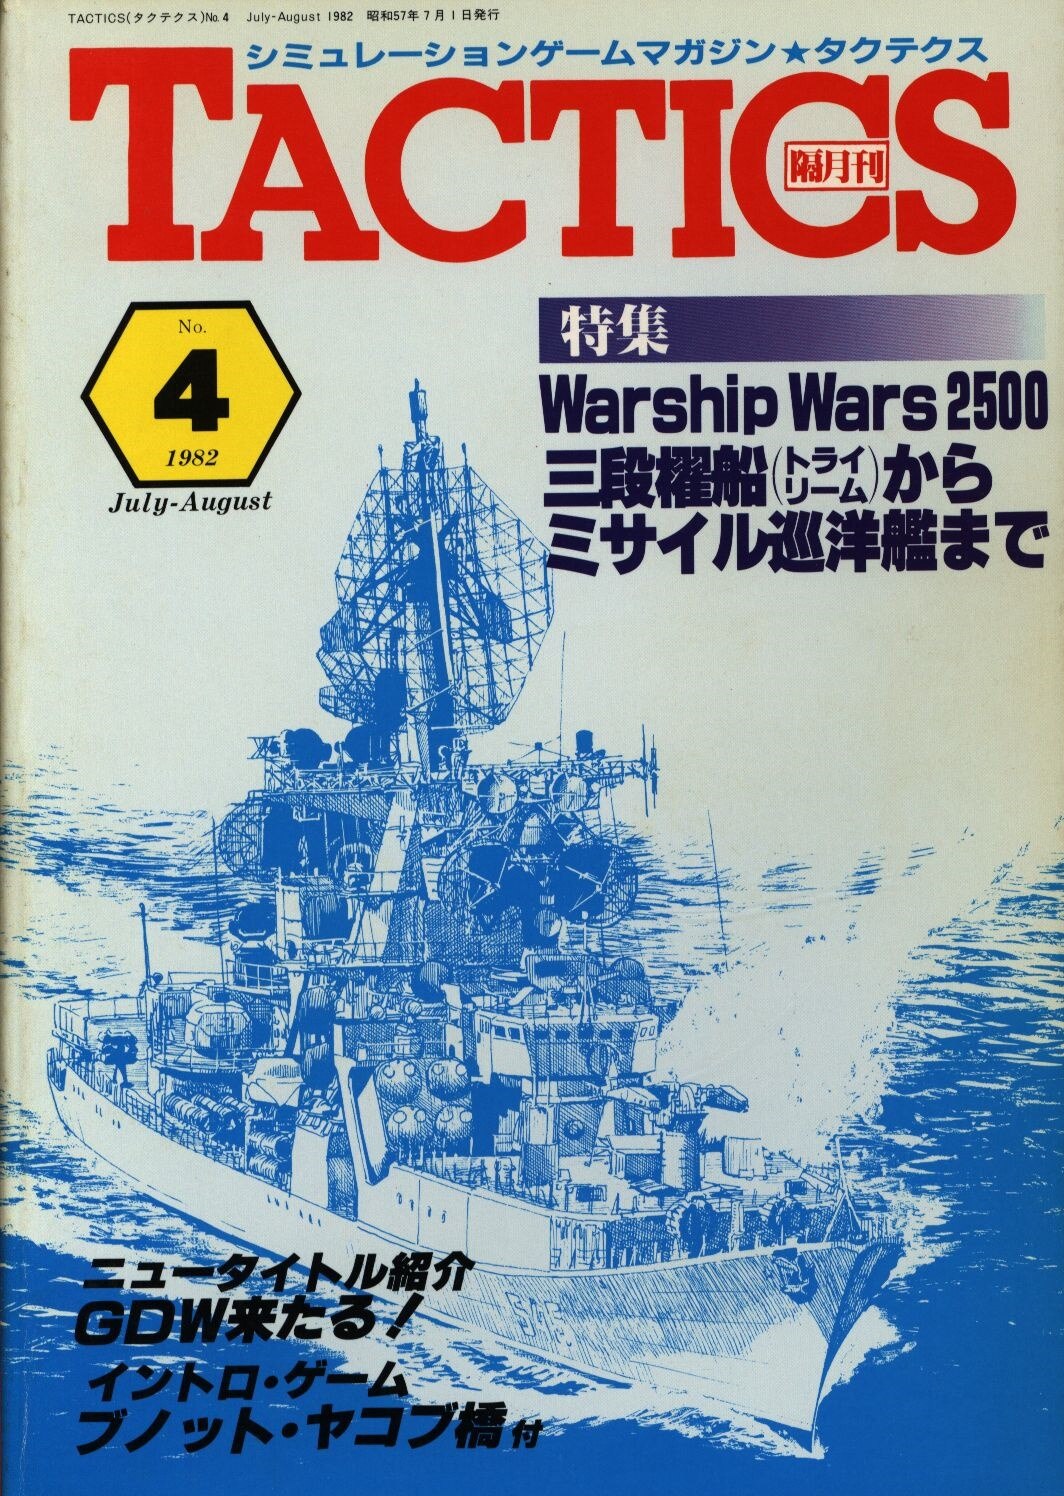 TACTICS(タクテクス)No.4 July-August 1982 昭和57年7月1日発行
シミュレーションゲームマガジン★タクテクス
TACTICS
隔月刊
No.
4
1982
July-August
特集
Warship Wars 2500
三段櫂船(トライリーム)から
ミサイル巡洋艦まで
545
ニュータイトル紹介
GDW来たる!
イントロ・ゲーム
ブノット・ヤコブ橋付